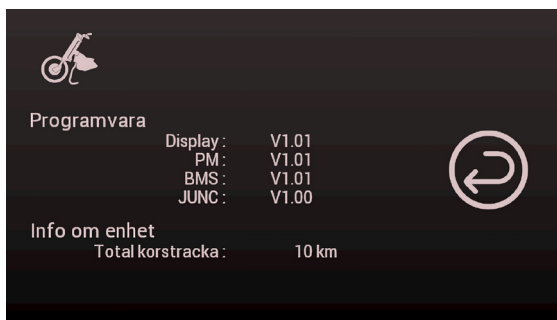 Programvara
Display : V1.01
PM : V1.01
BMS : V1.01
JUNC : V1.00
Info om enhet
Total korstracka : 10 km